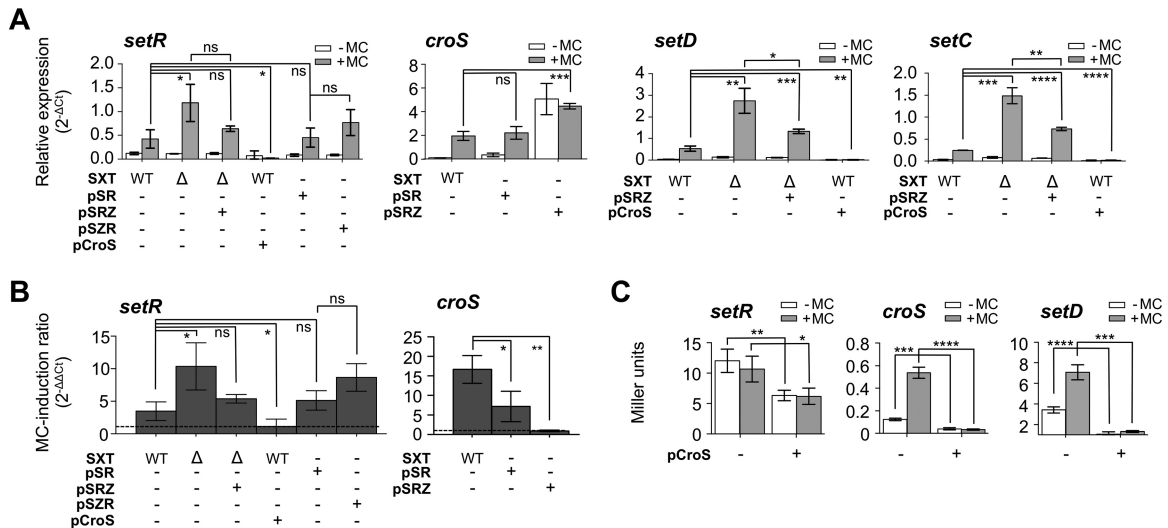 A
setR
ns
- MC
+MC
* ns * ns
ns
Relative expression
(2-ΔCt)
2.0
1.5
1.0
0.5
0.0
SXT WT Δ Δ WT - -
pSR - - - - + -
pSRZ - - + - - -
pSZR - - - - - +
pCroS - - - + - -
croS
- MC
+MC
ns ***
8
6
4
2
0
SXT WT - -
pSR - + -
pSRZ - - +
setD
- MC
+MC
*
** *** **
6
4
2
0
SXT WT Δ Δ WT
pSRZ - - + -
pCroS - - - +
setC
- MC
+MC
**
*** **** ****
2.0
1.5
1.0
0.5
0.0
SXT WT Δ Δ WT
pSRZ - - + -
pCroS - - - +
B
setR
ns
* ns * ns
MC-induction ratio
(2-ΔΔCt)
15
10
5
0
SXT WT Δ Δ WT - -
pSR - - - - + -
pSRZ - - + - - -
pSZR - - - - - +
pCroS - - - + - -
croS
* **
25
20
15
10
5
0
SXT WT - -
pSR - + -
pSRZ - - +
C
setR
- MC
+MC
** *
Miller units
15
10
5
0
pCroS - +
croS
- MC
+MC
*** ****
0.8
0.6
0.4
0.2
0
- +
setD
- MC
+MC
**** ***
10
8
6
4
2
- +